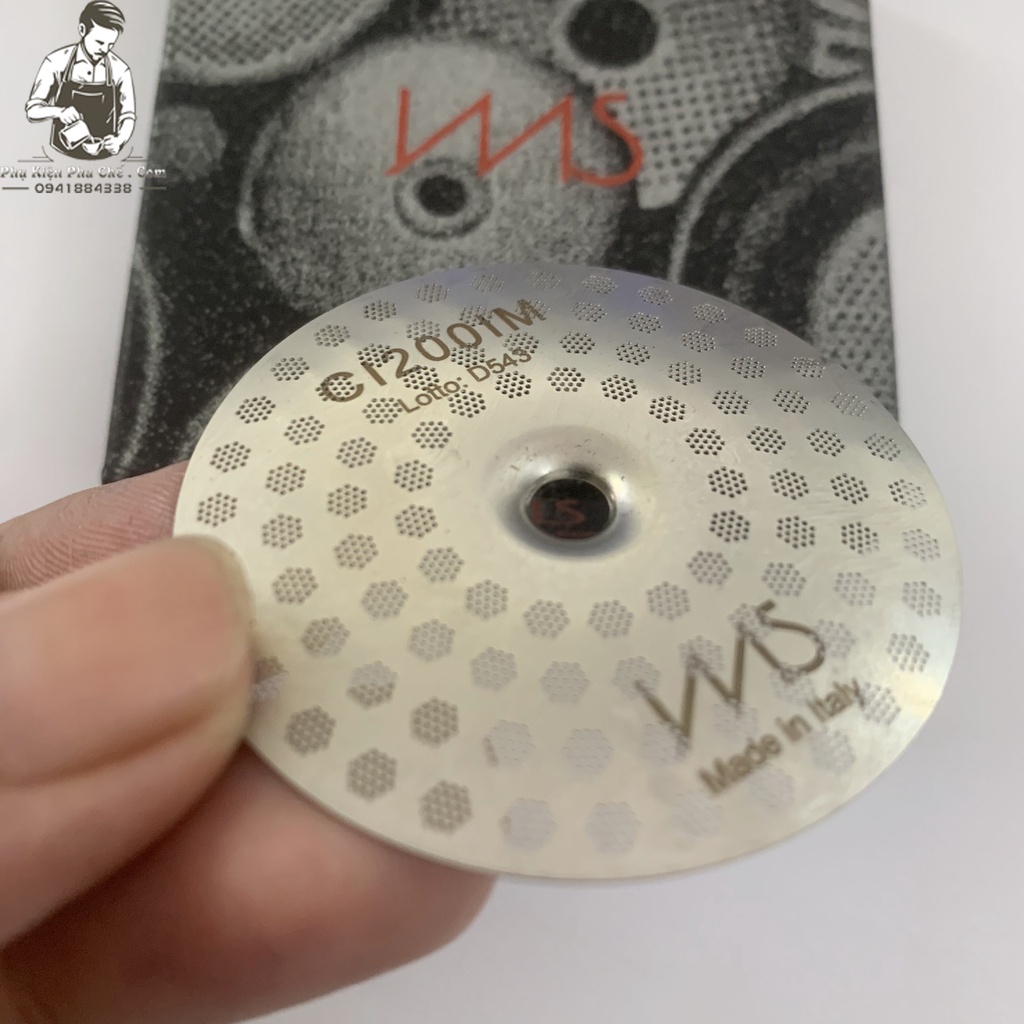 Phụ Kiện Pha Chế . Com
0941884338
IMS
CI200IM
Lotto: D543
IMS
Made in Italy